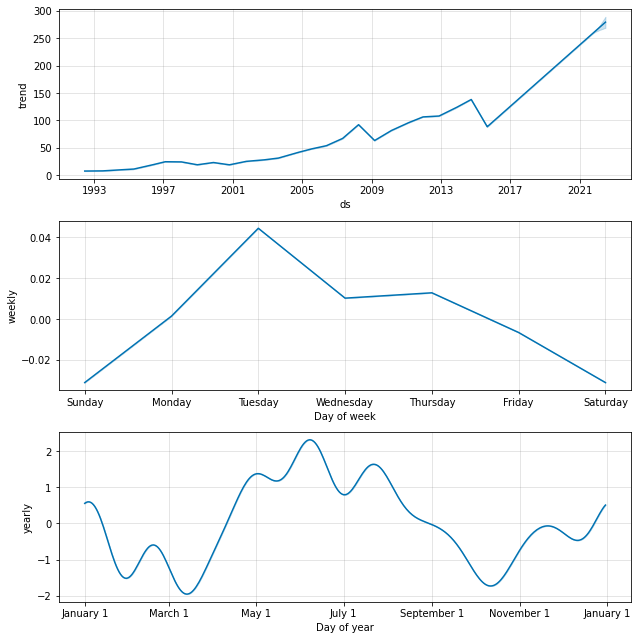 300
250
200
150
100
50
0
trend
1993 1997 2001 2005 2009 2013 2017 2021
ds
0.04
0.02
0.00
−0.02
weekly
Sunday Monday Tuesday Wednesday Thursday Friday Saturday
Day of week
2
1
0
−1
−2
yearly
January 1 March 1 May 1 July 1 September 1 November 1 January 1
Day of year